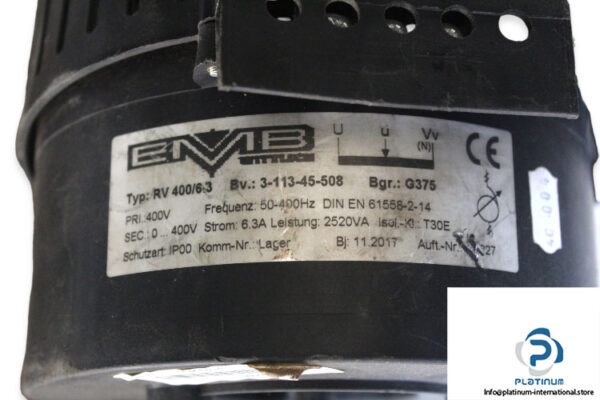 EMB
U ü Vv
(N)
CE
Typ: RV 400/6.3 Bv.: 3-113-45-508 Bgr.: G375
PRI: 400V Frequenz: 50-400Hz DIN EN 61558-2-14
SEC.: 0 ... 400V Strom: 6.3A Leistung: 2520VA Isol.-Kl.: T30E
Schutzart: IP00 Komm-Nr.: Lager Bj: 11.2017 Auft.-Nr.: 327
PLATINUM
Info@platinum-international.store